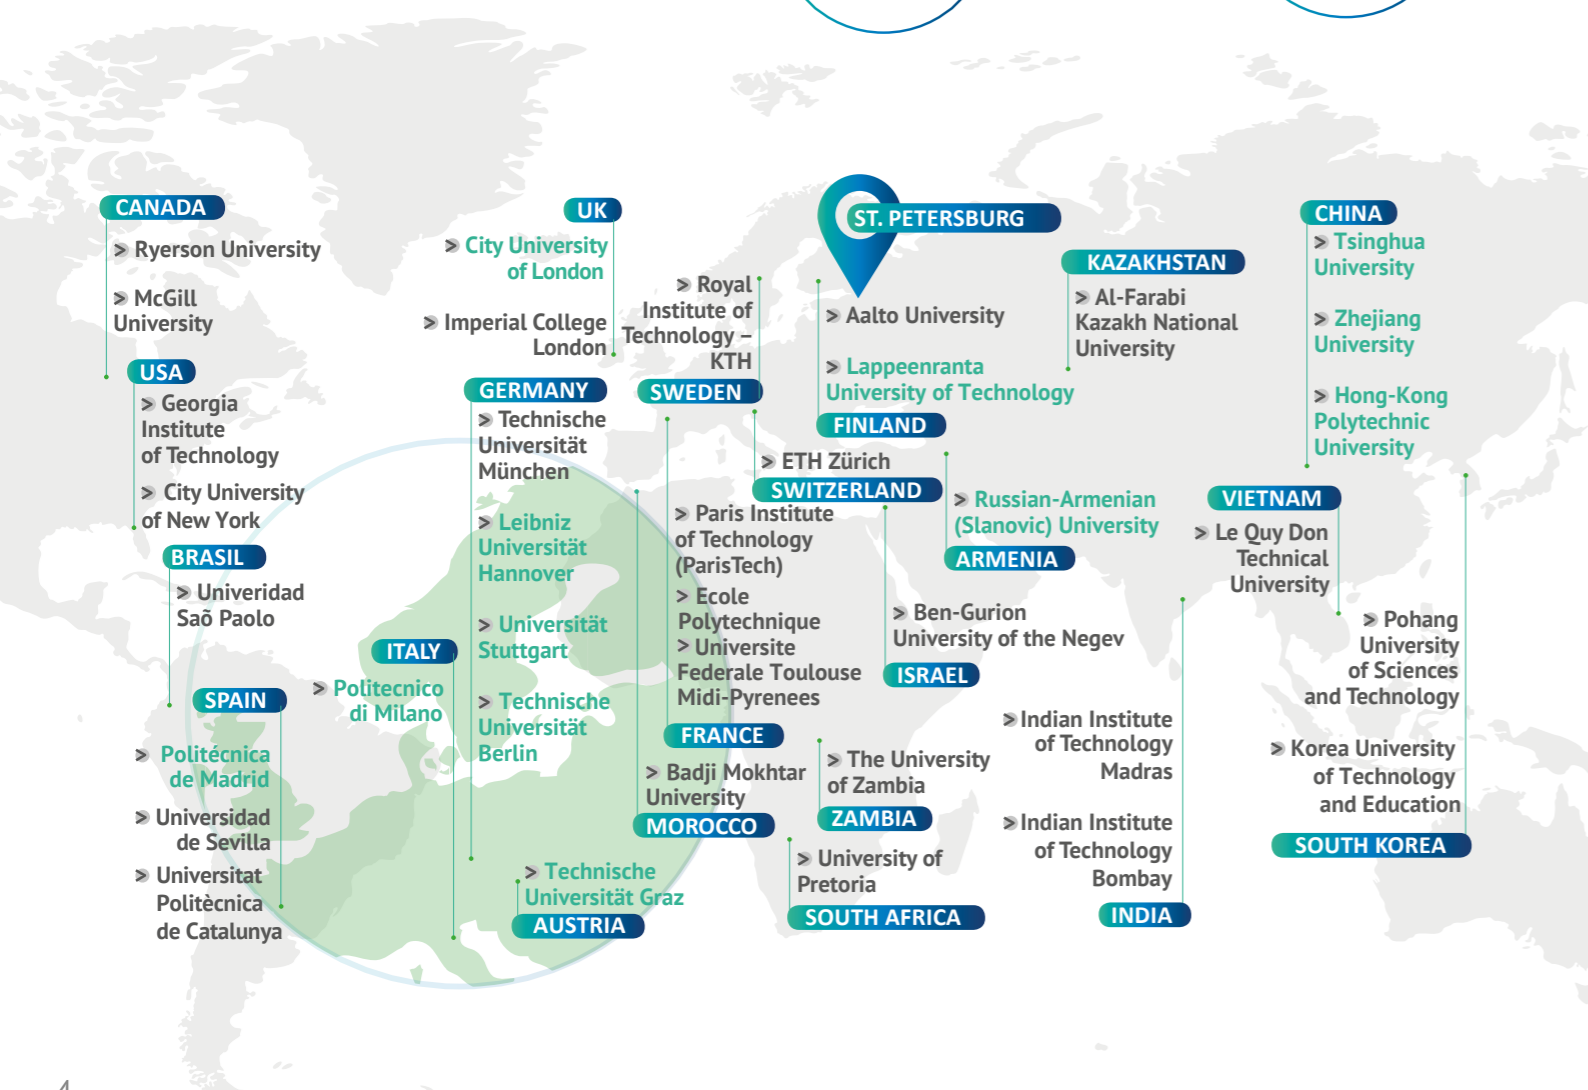 CANADA
> Ryerson University
> McGill
University
USA
> Georgia
Institute
of Technology
> City University
of New York
BRASIL
> Univeridad
Saõ Paolo
SPAIN
> Politécnica
de Madrid
> Universidad
de Sevilla
> Universitat
Politècnica
de Catalunya
ITALY
> Politecnico
di Milano
UK
> City University
of London
> Imperial College
London
GERMANY
> Technische
Universität
München
> Leibniz
Universität
Hannover
> Universität
Stuttgart
> Technische
Universität
Berlin
> Technische
Universität Graz
AUSTRIA
> Royal
Institute of
Technology –
KTH
SWEDEN
ST. PETERSBURG
> Aalto University
> Lappeenranta
University of Technology
FINLAND
> ETH Zürich
SWITZERLAND
> Paris Institute
of Technology
(ParisTech)
> Ecole
Polytechnique
> Universite
Federale Toulouse
Midi-Pyrenees
FRANCE
> Badji Mokhtar
University
MOROCCO
KAZAKHSTAN
> Al-Farabi
Kazakh National
University
> Russian-Armenian
(Slanovic) University
ARMENIA
> Ben-Gurion
University of the Negev
ISRAEL
> The University
of Zambia
ZAMBIA
> University of
Pretoria
SOUTH AFRICA
> Indian Institute
of Technology
Madras
> Indian Institute
of Technology
Bombay
INDIA
CHINA
> Tsinghua
University
> Zhejiang
University
> Hong-Kong
Polytechnic
University
VIETNAM
> Le Quy Don
Technical
University
> Pohang
University
of Sciences
and Technology
> Korea University
of Technology
and Education
SOUTH KOREA
4